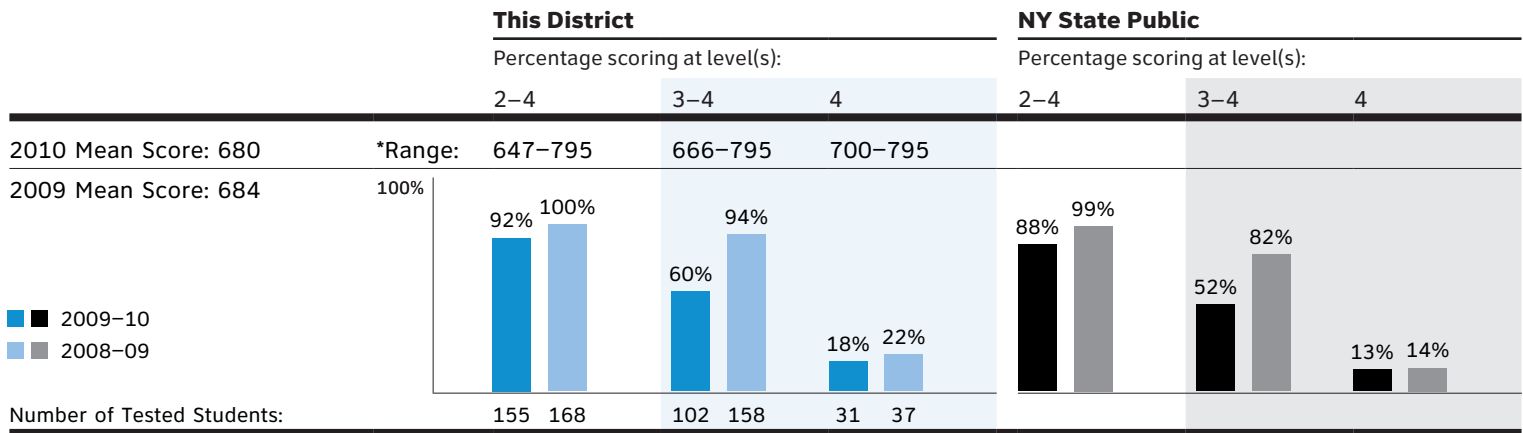 This District NY State Public
Percentage scoring at level(s): Percentage scoring at level(s):
2–4 3–4 4 2–4 3–4 4
2010 Mean Score: 680 *Range: 647–795 666–795 700–795
2009 Mean Score: 684 100%
92% 100% 94% 88% 99% 82%
60% 52%
18% 22% 13% 14%
2009–10
2008–09
Number of Tested Students: 155 168 102 158 31 37